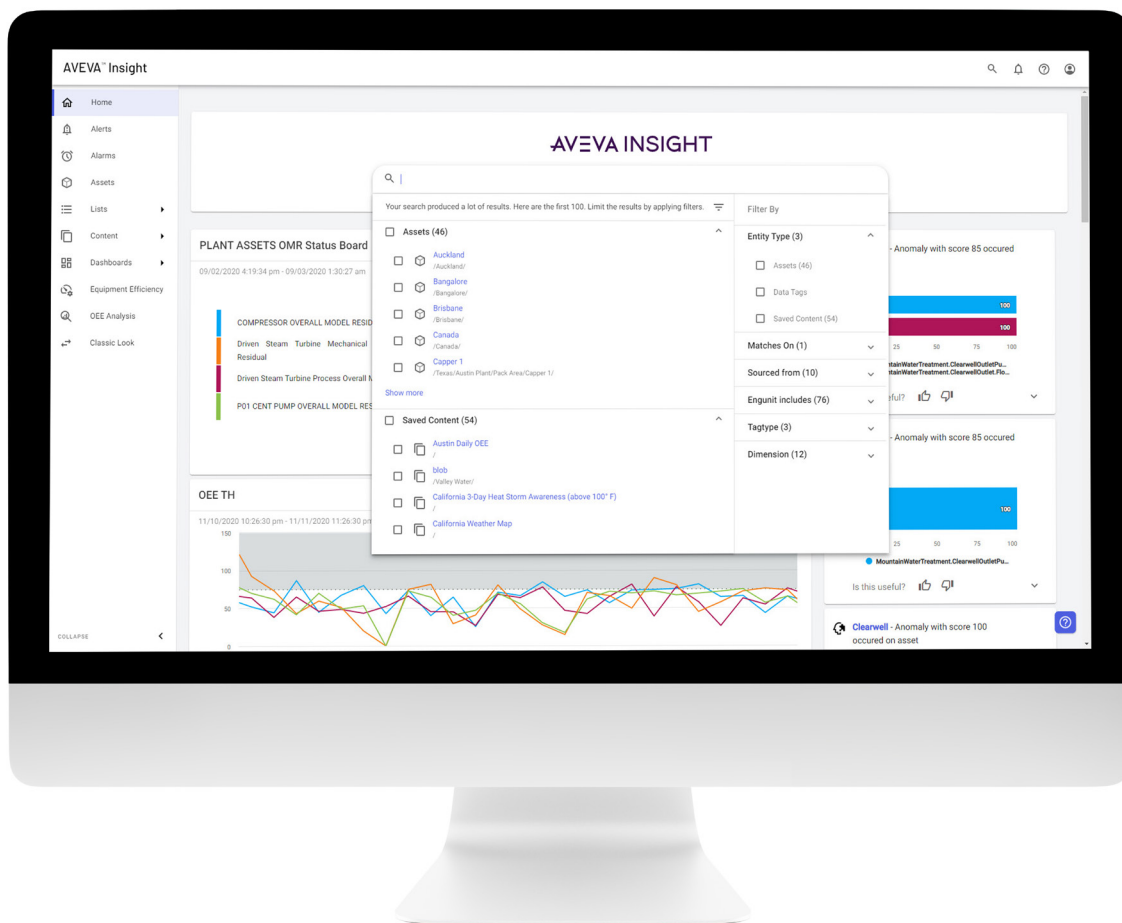 AVEVA™ Insight
Home
Alerts
Alarms
Assets
Lists
Content
Dashboards
Equipment Efficiency
OEE Analysis
Classic Look
COLLAPSE
AVEVA INSIGHT
Your search produced a lot of results. Here are the first 100. Limit the results by applying filters.
Assets (46)
Auckland
/Auckland/
Bangalore
/Bangalore/
Brisbane
/Brisbane/
Canada
/Canada/
Capper 1
/Texas/Austin Plant/Pack Area/Capper 1/
Show more
Saved Content (54)
Austin Daily OEE
/
blob
/Valley Water/
California 3-Day Heat Storm Awareness (above 100° F)
/
California Weather Map
/
Filter By
Entity Type (3)
Assets (46)
Data Tags
Saved Content (54)
Matches On (1)
Sourced from (10)
Engunit includes (76)
Tagtype (3)
Dimension (12)
PLANT ASSETS OMR Status Board
09/02/2020 4:19:34 pm - 09/03/2020 1:30:27 am
COMPRESSOR OVERALL MODEL RESID
Driven Steam Turbine Mechanical
Residual
Driven Steam Turbine Process Overall M
P01 CENT PUMP OVERALL MODEL RES
OEE TH
11/10/2020 10:26:30 pm - 11/11/2020 11:26:30 pm
150
100
50
0
- Anomaly with score 85 occured
100
100
25 50 75 100
ntainWaterTreatment.ClearwellOutletPu...
ntainWaterTreatment.ClearwellOutlet.Flo...
eful?
- Anomaly with score 85 occured
100
25 50 75 100
MountainWaterTreatment.ClearwellOutletPu...
Is this useful?
Clearwell - Anomaly with score 100
occured on asset